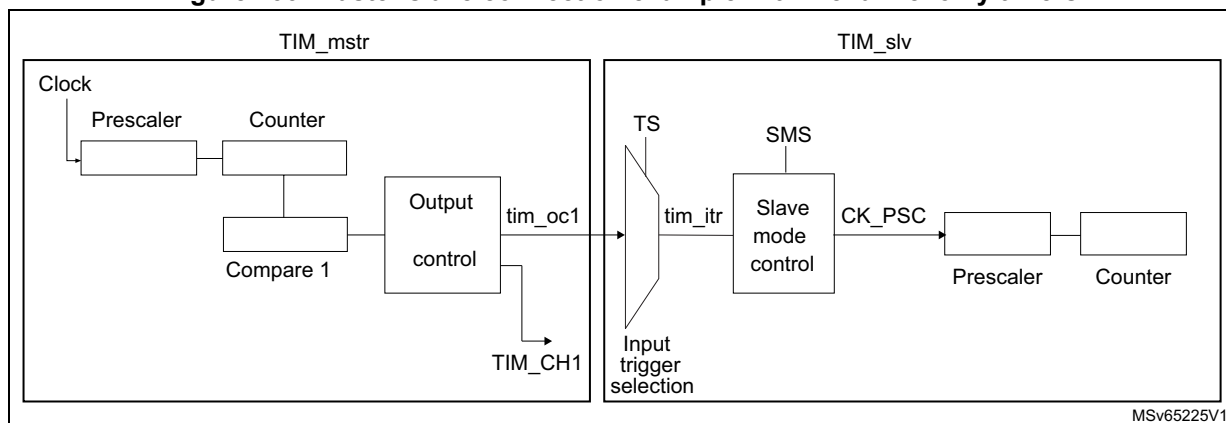 TIM_mstr
TIM_slv
Clock
Prescaler
Counter
Compare 1
Output
control
tim_oc1
TIM_CH1
TS
Input
trigger
selection
tim_itr
SMS
Slave
mode
control
CK_PSC
Prescaler
Counter
MSv65225V1